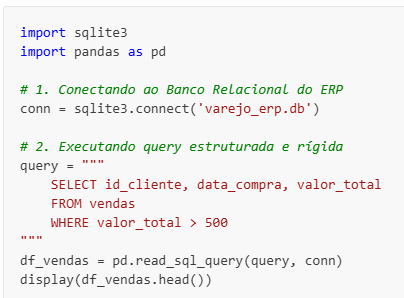 import sqlite3
import pandas as pd
# 1. Conectando ao Banco Relacional do ERP
conn = sqlite3.connect('varejo_erp.db')
# 2. Executando query estruturada e rígida
query = """
    SELECT id_cliente, data_compra, valor_total
    FROM vendas
    WHERE valor_total > 500
"""
df_vendas = pd.read_sql_query(query, conn)
display(df_vendas.head())